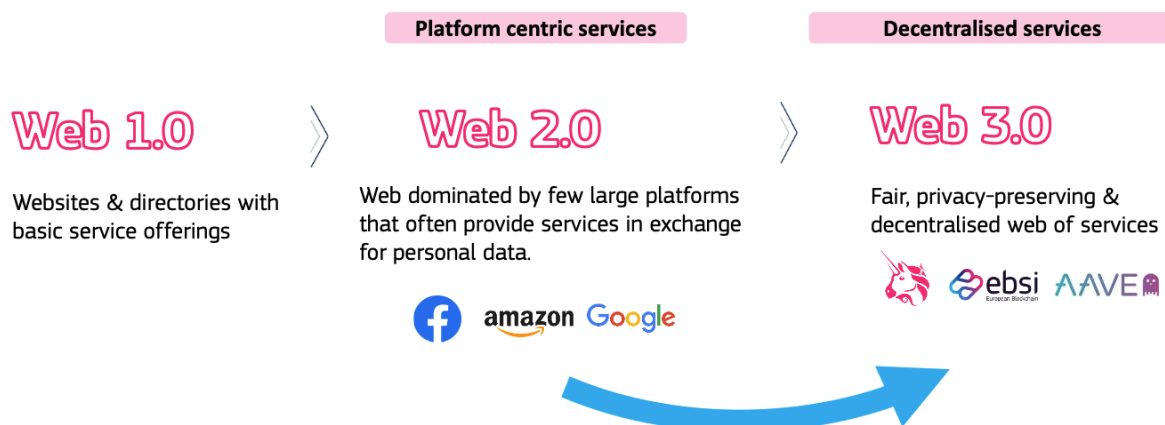 Platform centric services
Decentralised services
Web 1.0
Web 2.0
Web 3.0
Websites & directories with
basic service offerings
Web dominated by few large platforms
that often provide services in exchange
for personal data.
Fair, privacy-preserving &
decentralised web of services
amazon
Google
ebsi
European Blockchain
AAVE